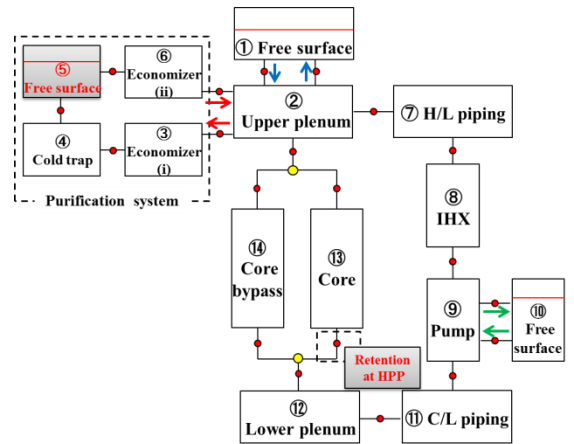 ① Free surface
⑤
Free surface
⑥
Economizer
(ii)
②
Upper plenum
⑦ H/L piping
④
Cold trap
③
Economizer
(i)
Purification system
⑧
IHX
⑭
Core
bypass
⑬
Core
⑨
Pump
⑩
Free
surface
Retention
at HPP
⑫
Lower plenum
⑪ C/L piping